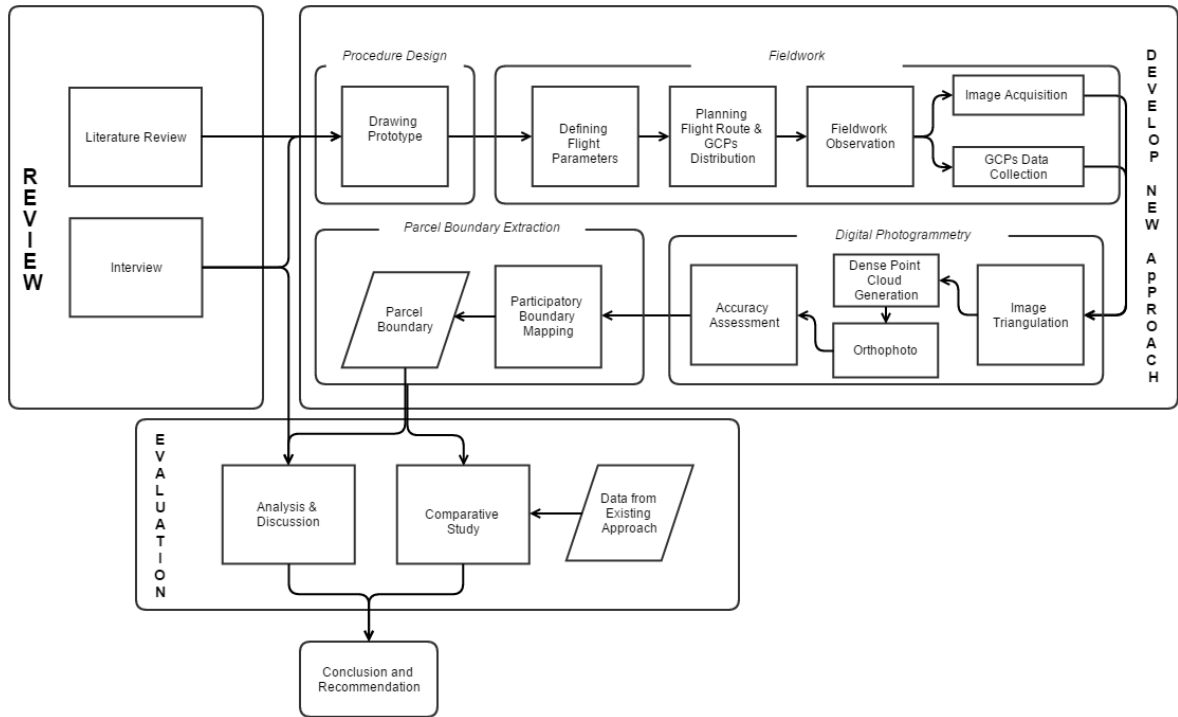 REVIEW
Literature Review
Interview
DEVELOP NEW APPROACH
Procedure Design
Drawing
Prototype
Fieldwork
Defining
Flight
Parameters
Planning
Flight Route &
GCPs
Distribution
Fieldwork
Observation
Image Acquisition
GCPs Data
Collection
Parcel Boundary Extraction
Parcel
Boundary
Participatory
Boundary
Mapping
Digital Photogrammetry
Accuracy
Assessment
Dense Point
Cloud
Generation
Orthophoto
Image
Triangulation
EVALUATION
Analysis &
Discussion
Comparative
Study
Data from
Existing
Approach
Conclusion and
Recommendation